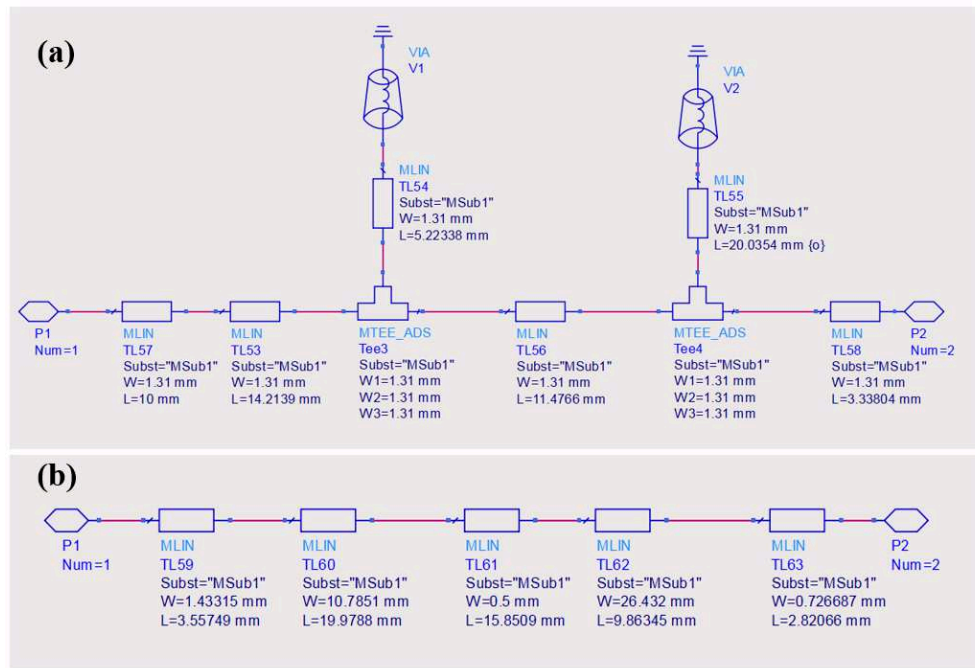 (a)
VIA
V1
VIA
V2
MLIN
TL54
Subst="MSub1"
W=1.31 mm
L=5.22338 mm
MLIN
TL55
Subst="MSub1"
W=1.31 mm
L=20.0354 mm {o}
P1
Num=1
MLIN
TL57
Subst="MSub1"
W=1.31 mm
L=10 mm
MLIN
TL53
Subst="MSub1"
W=1.31 mm
L=14.2139 mm
MTEE_ADS
Tee3
Subst="MSub1"
W1=1.31 mm
W2=1.31 mm
W3=1.31 mm
MLIN
TL56
Subst="MSub1"
W=1.31 mm
L=11.4766 mm
MTEE_ADS
Tee4
Subst="MSub1"
W1=1.31 mm
W2=1.31 mm
W3=1.31 mm
MLIN
TL58
Subst="MSub1"
W=1.31 mm
L=3.33804 mm
P2
Num=2
(b)
P1
Num=1
MLIN
TL59
Subst="MSub1"
W=1.43315 mm
L=3.55749 mm
MLIN
TL60
Subst="MSub1"
W=10.7851 mm
L=19.9788 mm
MLIN
TL61
Subst="MSub1"
W=0.5 mm
L=15.8509 mm
MLIN
TL62
Subst="MSub1"
W=26.432 mm
L=9.86345 mm
MLIN
TL63
Subst="MSub1"
W=0.726687 mm
L=2.82066 mm
P2
Num=2